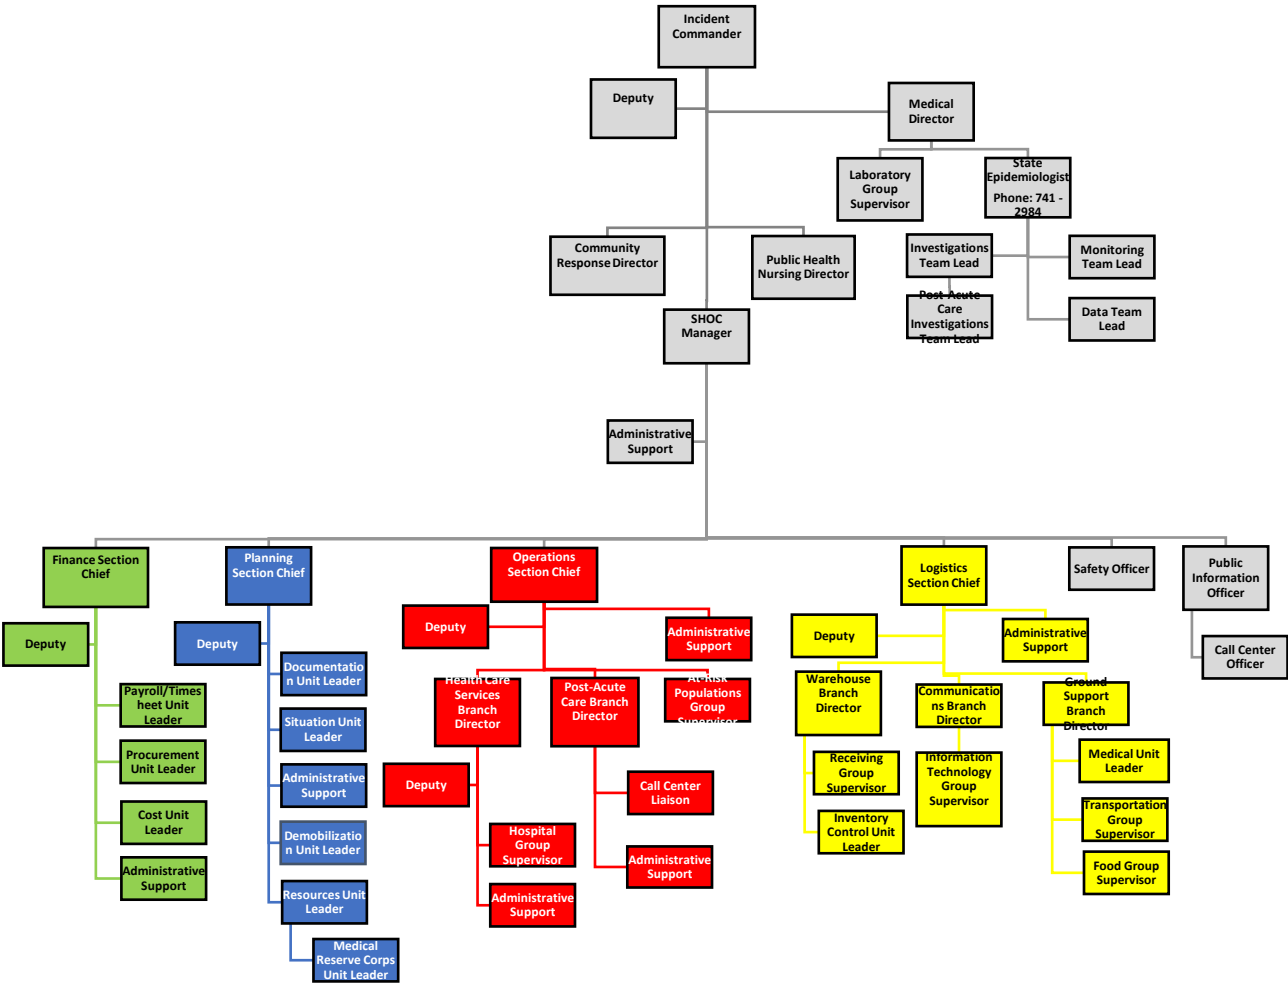 Incident
Commander
Deputy
Medical
Director
Laboratory
Group
Supervisor
State
Epidemiologist
Phone: 741 -
2984
Community
Response Director
Public Health
Nursing Director
Investigations
Team Lead
Monitoring
Team Lead
Post-Acute
Care
Investigations
Team Lead
Data Team
Lead
SHOC
Manager
Administrative
Support
Finance Section
Chief
Planning
Section Chief
Operations
Section Chief
Logistics
Section Chief
Safety Officer
Public
Information
Officer
Deputy
Payroll/Times
heet Unit
Leader
Procurement
Unit Leader
Cost Unit
Leader
Administrative
Support
Deputy
Documentatio
n Unit Leader
Situation Unit
Leader
Administrative
Support
Demobilizatio
n Unit Leader
Resources Unit
Leader
Medical
Reserve Corps
Unit Leader
Deputy
Administrative
Support
Health Care
Services
Branch
Director
Post-Acute
Care Branch
Director
At-Risk
Populations
Group
Supervisor
Deputy
Hospital
Group
Supervisor
Administrative
Support
Call Center
Liaison
Administrative
Support
Deputy
Administrative
Support
Warehouse
Branch
Director
Communicatio
ns Branch
Director
Ground
Support
Branch
Director
Receiving
Group
Supervisor
Inventory
Control Unit
Leader
Information
Technology
Group
Supervisor
Medical Unit
Leader
Transportation
Group
Supervisor
Food Group
Supervisor
Call Center
Officer